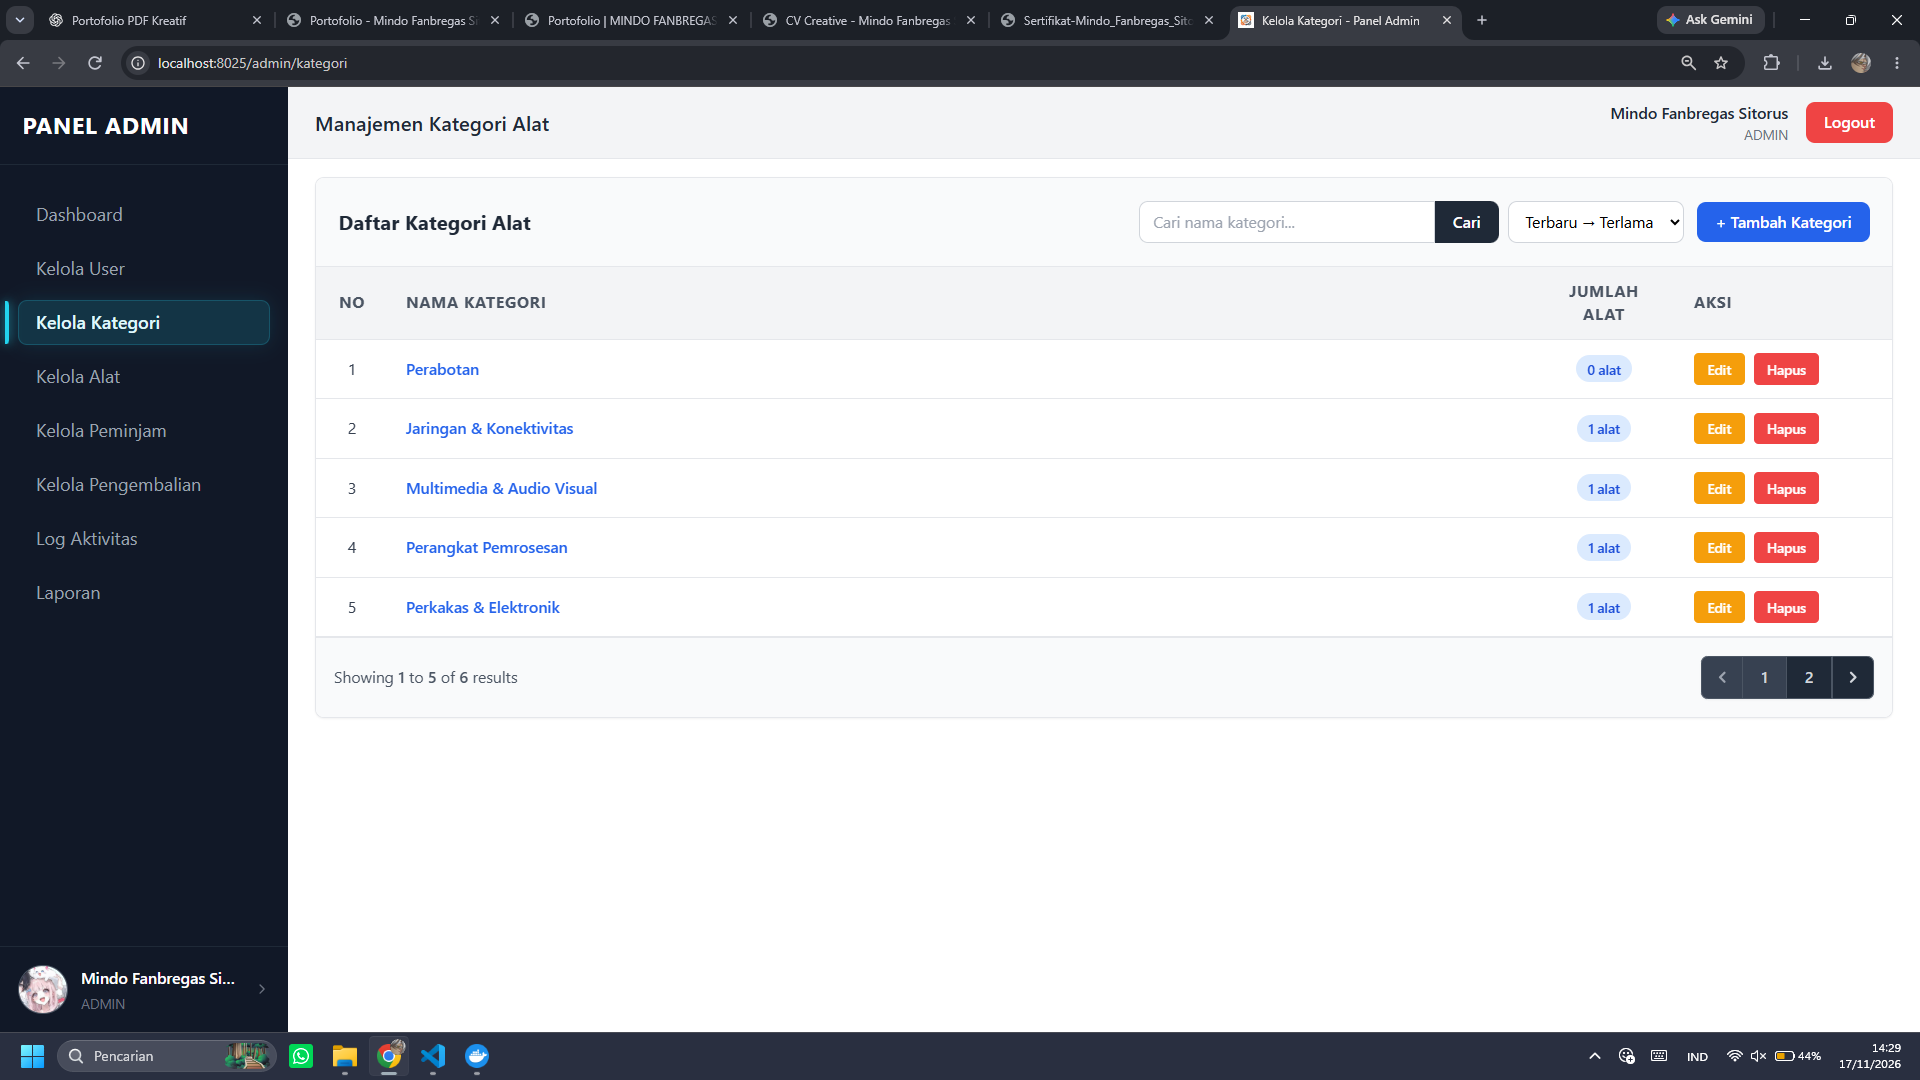 Portofolio PDF Kreatif
Portofolio - Mindo Fanbregas Si
Portofolio | MINDO FANBREGAS
CV Creative - Mindo Fanbregas
Sertifikat-Mindo_Fanbregas_Sito
Kelola Kategori - Panel Admin
Ask Gemini
localhost:8025/admin/kategori
PANEL ADMIN
Dashboard
Kelola User
Kelola Kategori
Kelola Alat
Kelola Peminjam
Kelola Pengembalian
Log Aktivitas
Laporan
Mindo Fanbregas Si...
ADMIN
Manajemen Kategori Alat
Mindo Fanbregas Sitorus
ADMIN
Logout
Daftar Kategori Alat
Cari nama kategori...
Cari
Terbaru → Terlama
+ Tambah Kategori
NO NAMA KATEGORI JUMLAH ALAT AKSI
1 Perabotan 0 alat Edit Hapus
2 Jaringan & Konektivitas 1 alat Edit Hapus
3 Multimedia & Audio Visual 1 alat Edit Hapus
4 Perangkat Pemrosesan 1 alat Edit Hapus
5 Perkakas & Elektronik 1 alat Edit Hapus
Showing 1 to 5 of 6 results
1 2
Pencarian
IND
44%
14:29
17/11/2026